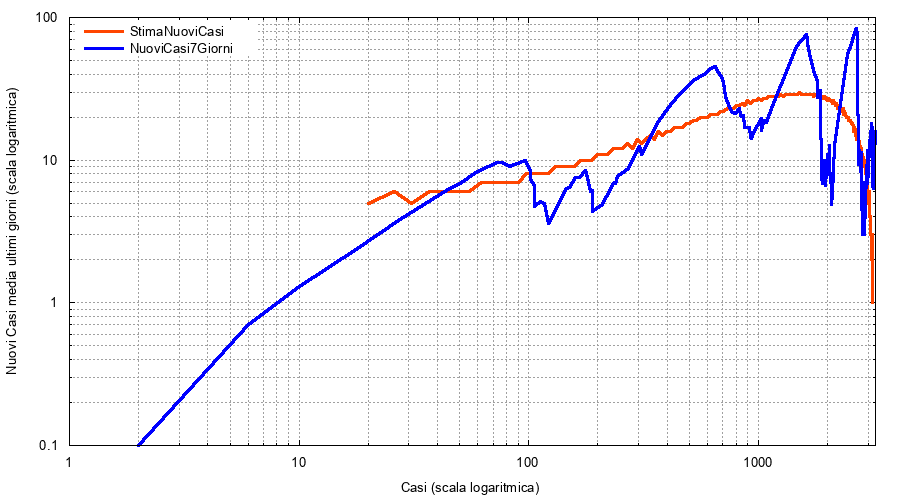 100
StimaNuoviCasi
NuoviCasi7Giorni
10
1
0.1
Nuovi Casi media ultimi giorni (scala logaritmica)
1 10 100 1000
Casi (scala logaritmica)